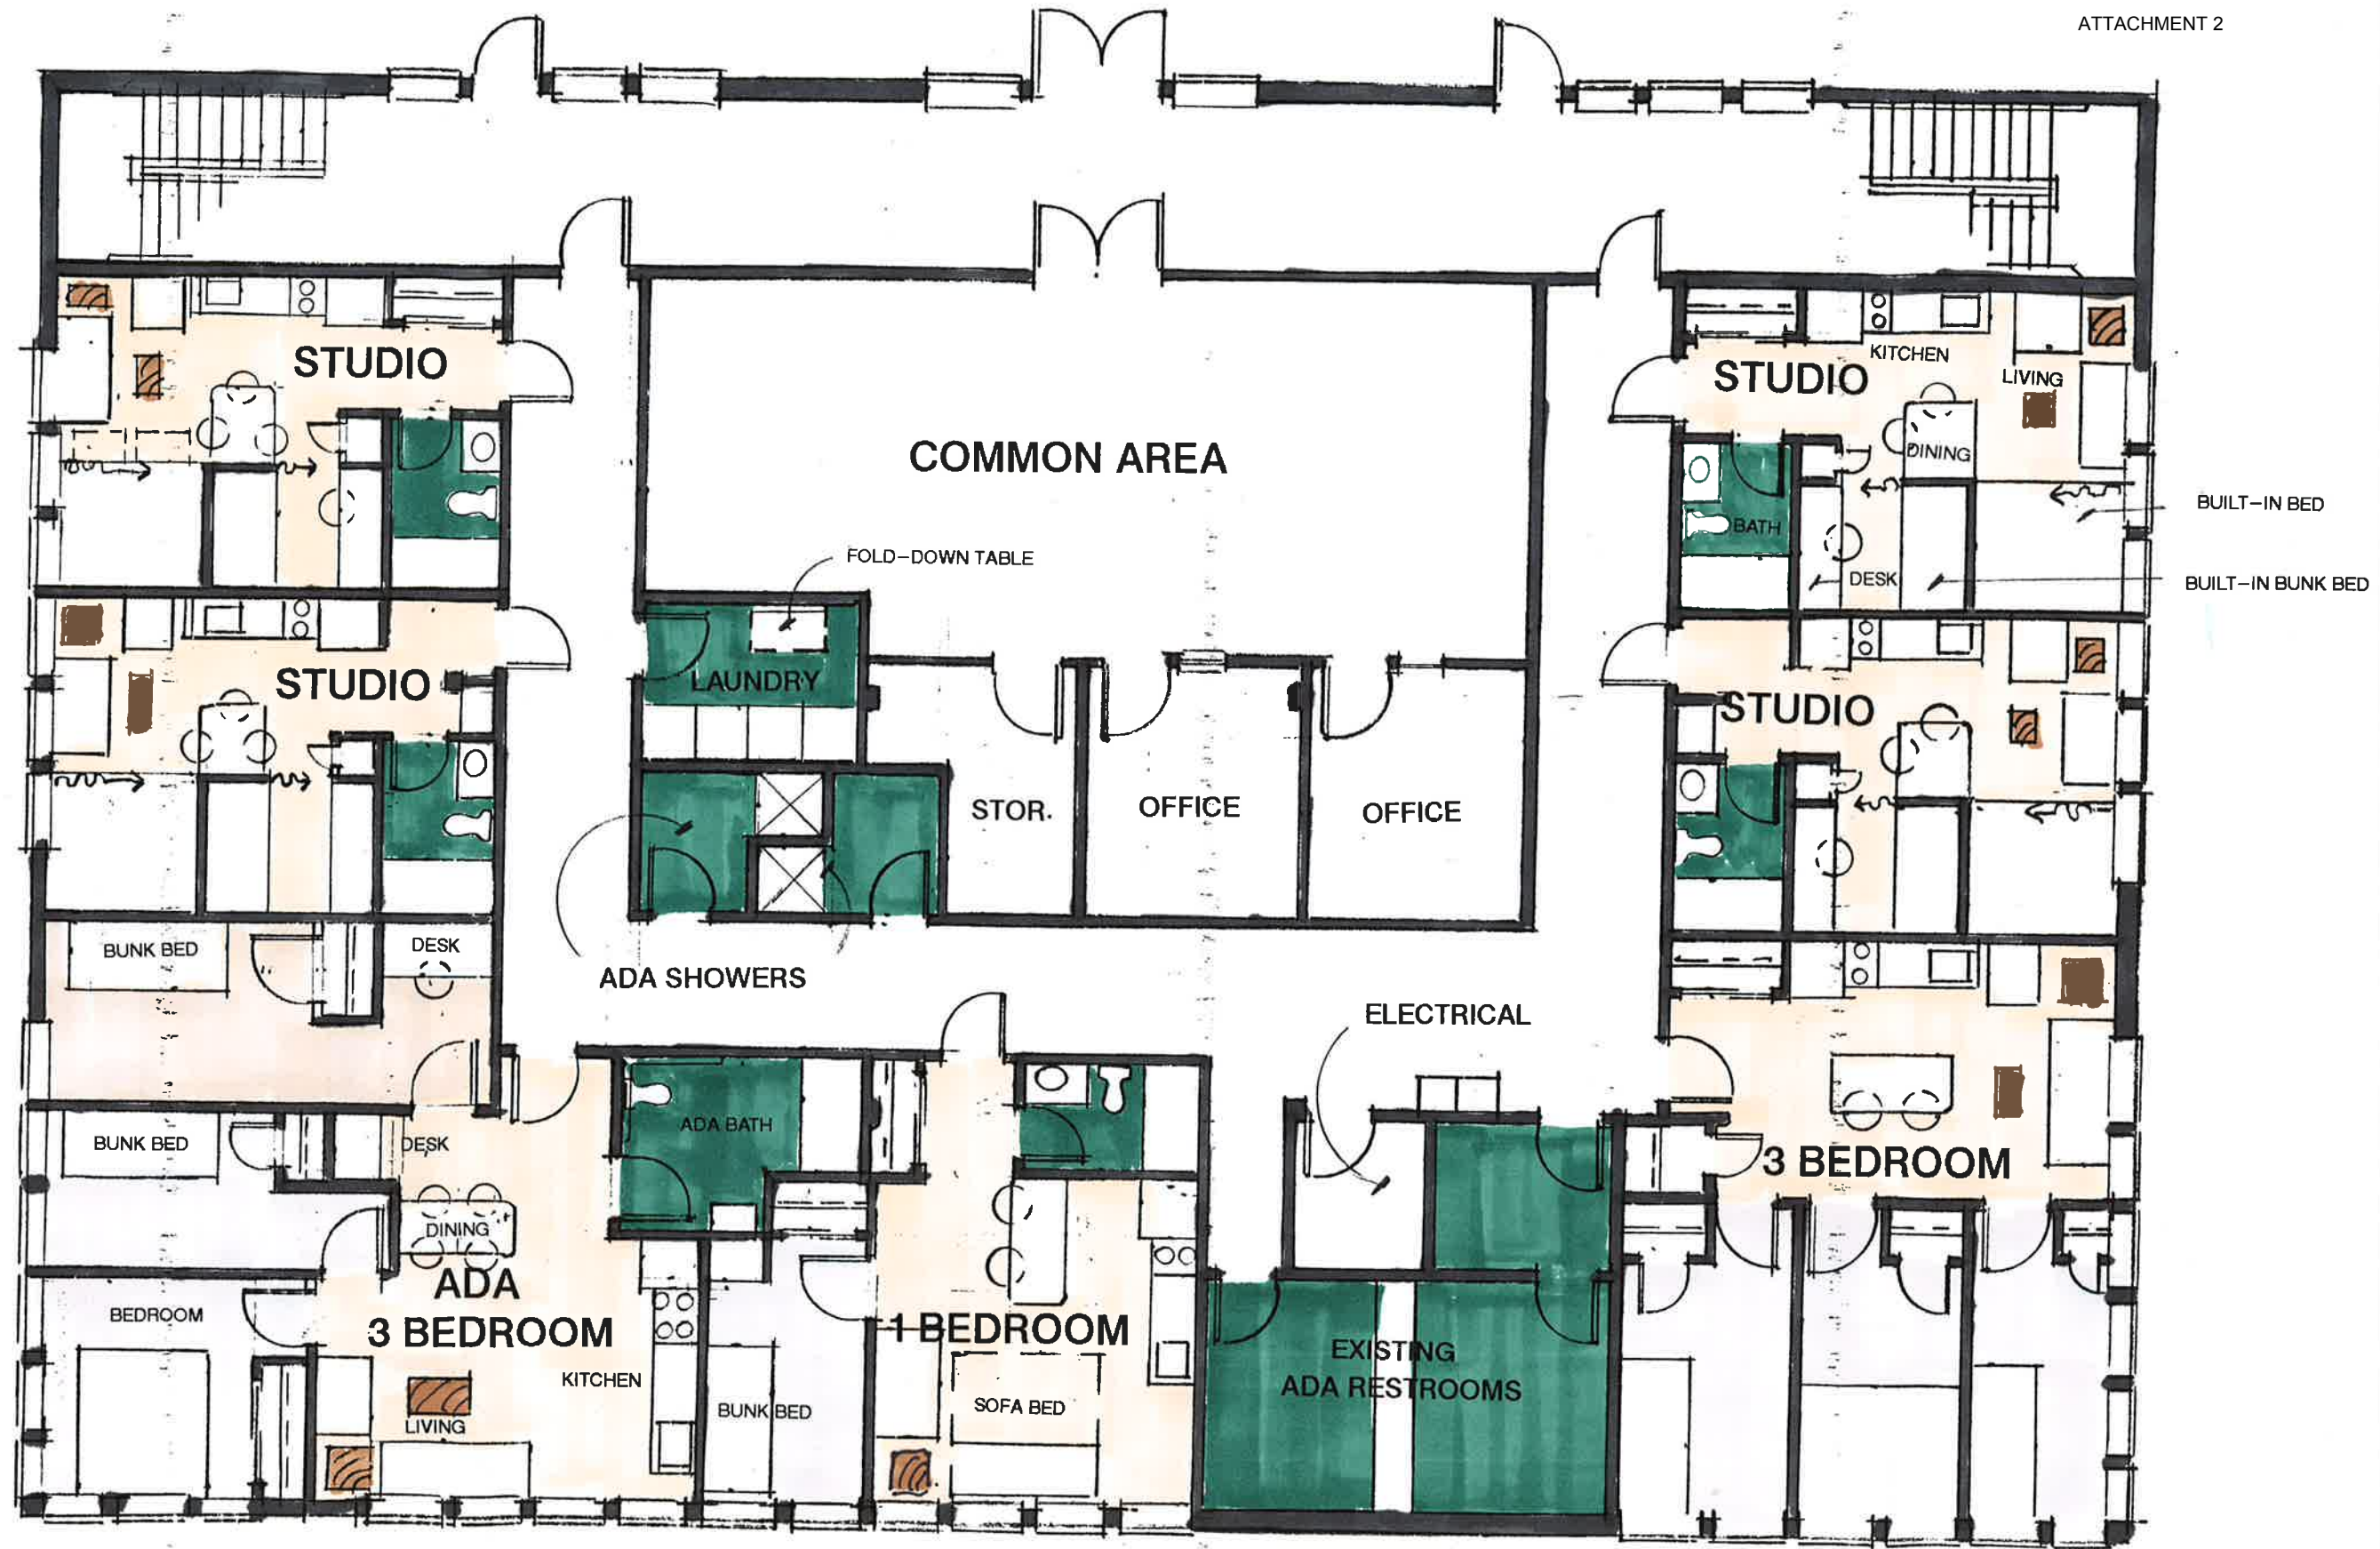 ATTACHMENT 2
STUDIO
KITCHEN
LIVING
STUDIO
DINING
COMMON AREA
BATH
BUILT-IN BED
FOLD-DOWN TABLE
DESK
BUILT-IN BUNK BED
STUDIO
LAUNDRY
STUDIO
STOR.
OFFICE
OFFICE
BUNK BED
DESK
ADA SHOWERS
ELECTRICAL
BUNK BED
DESK
ADA BATH
3 BEDROOM
DINING
ADA
3 BEDROOM
BEDROOM
1 BEDROOM
EXISTING
ADA RESTROOMS
KITCHEN
LIVING
BUNK BED
SOFA BED